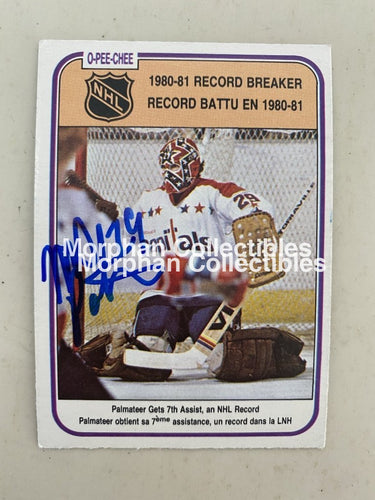 O-PEE-CHEE
NHL
1980-81 RECORD BREAKER
RECORD BATTU EN 1980-81
29
Capitals
Morphan Collectibles
Morphan Collectibles
Palmateer Gets 7th Assist, an NHL Record
Palmateer obtient sa 7ème assistance, un record dans la LNH